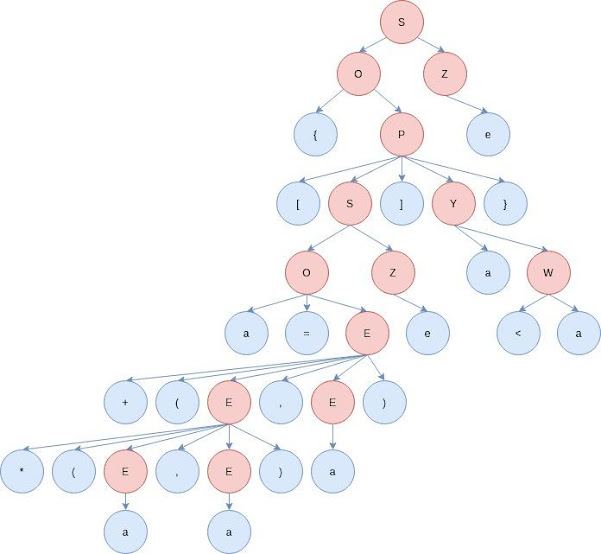 S
O Z
{ P e
[ S ] Y }
O Z a W
a = E e < a
+ ( E , E )
* ( E , E ) a
a a